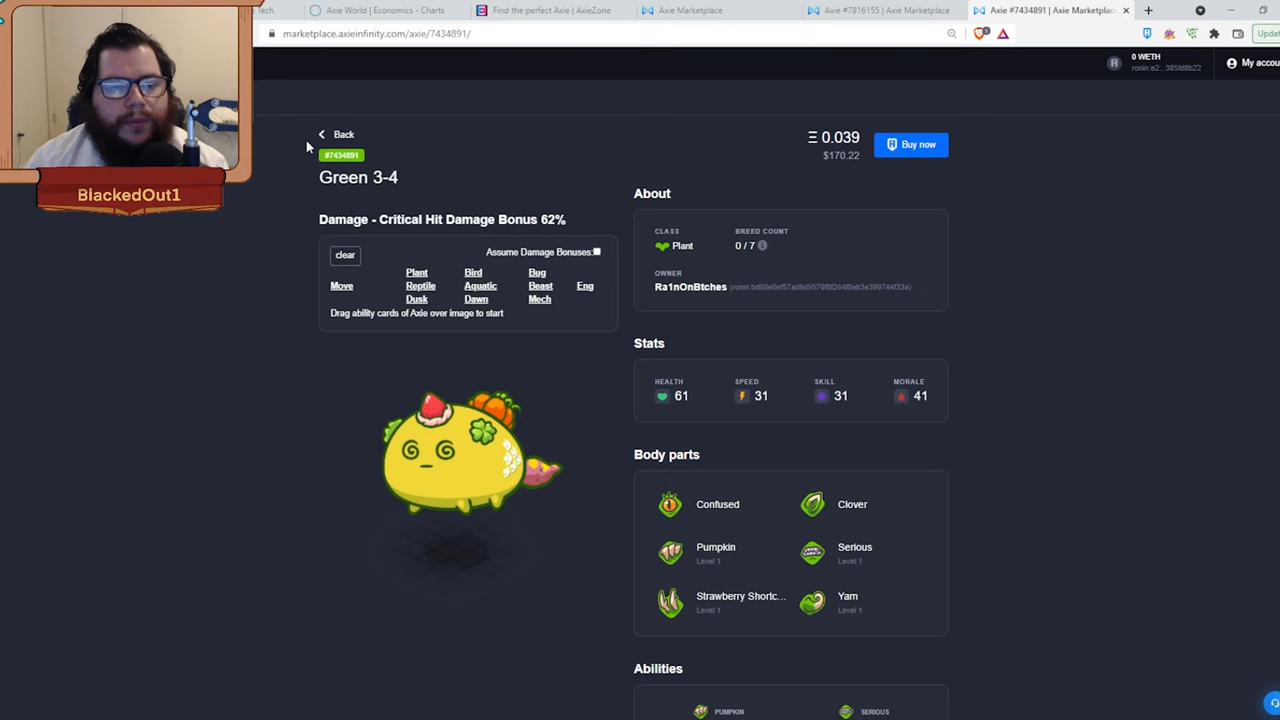 Tech
Axie World | Economics - Charts
Find the perfect Axie | AxieZone
Axie Marketplace
Axie #7816155 | Axie Marketplace
Axie #7434891 | Axie Marketplac
marketplace.axieinfinity.com/axie/7434891/
Updat
0 WETH
My accou
BlackedOut1
Back
#7434891
Green 3-4
Ξ 0.039
$170.22
Buy now
Damage - Critical Hit Damage Bonus 62%
clear
Assume Damage Bonuses:
Plant Bird Bug
Move Reptile Aquatic Beast Eng
Dusk Dawn Mech
Drag ability cards of Axie over image to start
About
CLASS BREED COUNT
Plant 0 / 7
OWNER
Ra1nOnBtches
Stats
HEALTH SPEED SKILL MORALE
61 31 31 41
Body parts
Confused Clover
Pumpkin Serious
Level 1 Level 1
Strawberry Shortc... Yam
Level 1 Level 1
Abilities
PUMPKIN SERIOUS